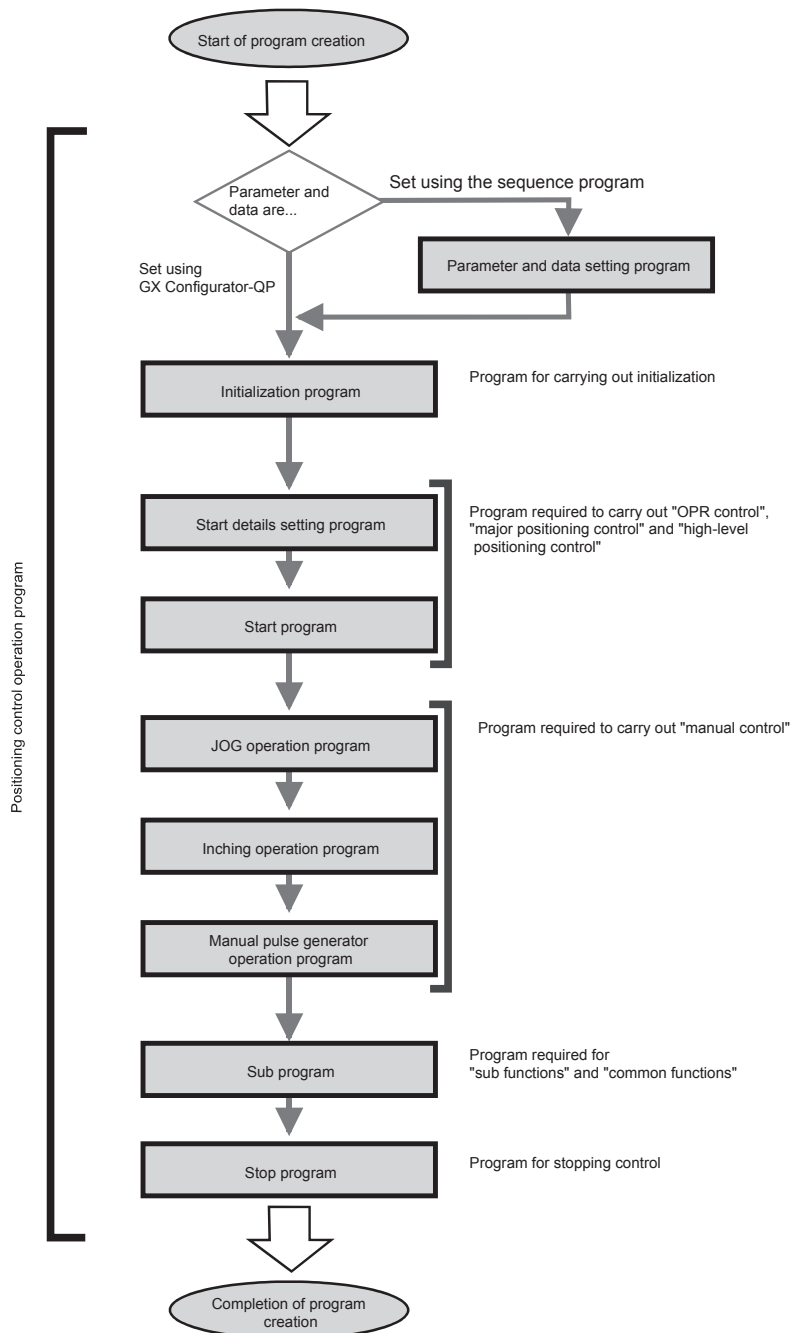 Start of program creation
Parameter and
data are...
Set using the sequence program
Parameter and data setting program
Set using
GX Configurator-QP
Initialization program
Program for carrying out initialization
Start details setting program
Program required to carry out "OPR control",
"major positioning control" and "high-level
positioning control"
Start program
JOG operation program
Program required to carry out "manual control"
Inching operation program
Manual pulse generator
operation program
Sub program
Program required for
"sub functions" and "common functions"
Stop program
Program for stopping control
Completion of program
creation
Positioning control operation program